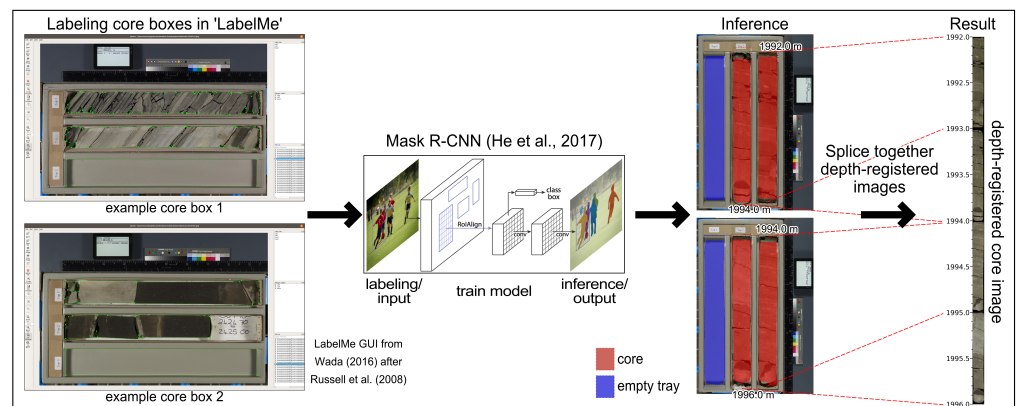 Labeling core boxes in 'LabelMe'
example core box 1
example core box 2
LabelMe GUI from
Wada (2016) after
Russell et al. (2008)
Mask R-CNN (He et al., 2017)
RoIAlign
class
box
conv
conv
labeling/
input
train model
inference/
output
Inference
1992.0 m
1994.0 m
1994.0 m
1996.0 m
core
empty tray
Splice together
depth-registered
images
Result
1992.0
1992.5
1993.0
1993.5
1994.0
1994.5
1995.0
1995.5
1996.0
depth-registered core image